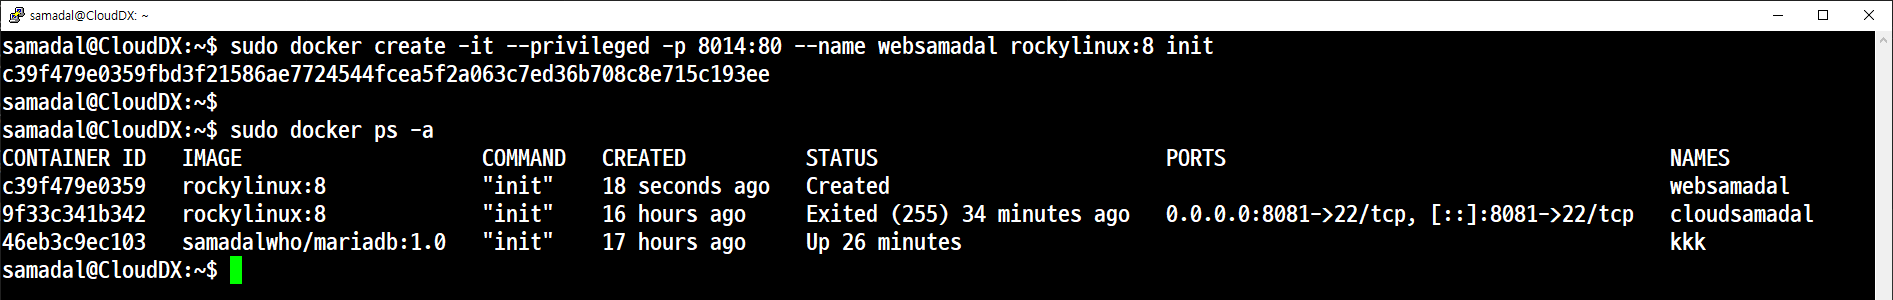 samadal@CloudDX: ~
samadal@CloudDX:~$ sudo docker create -it --privileged -p 8014:80 --name websamadal rockylinux:8 init
c39f479e0359fbd3f21586ae7724544fcea5f2a063c7ed36b708c8e715c193ee
samadal@CloudDX:~$
samadal@CloudDX:~$ sudo docker ps -a
CONTAINER ID   IMAGE                    COMMAND   CREATED          STATUS                        PORTS                                     NAMES
c39f479e0359   rockylinux:8             "init"    18 seconds ago   Created                                                                 websamadal
9f33c341b342   rockylinux:8             "init"    16 hours ago     Exited (255) 34 minutes ago   0.0.0.0:8081->22/tcp, [::]:8081->22/tcp   cloudsamadal
46eb3c9ec103   samadalwho/mariadb:1.0   "init"    17 hours ago     Up 26 minutes                                                           kkk
samadal@CloudDX:~$